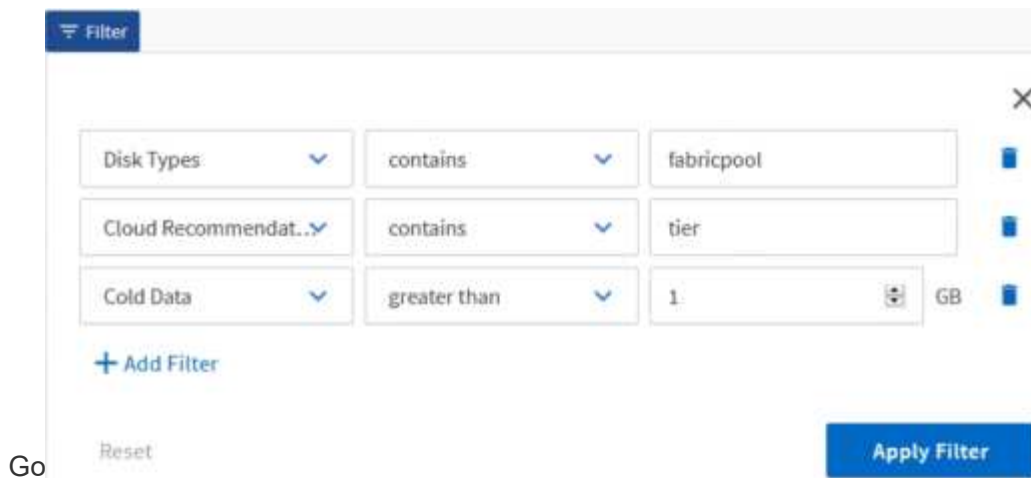 Filter
Disk Types contains fabricpool
Cloud Recommendat... contains tier
Cold Data greater than 1 GB
+ Add Filter
Go Reset Apply Filter